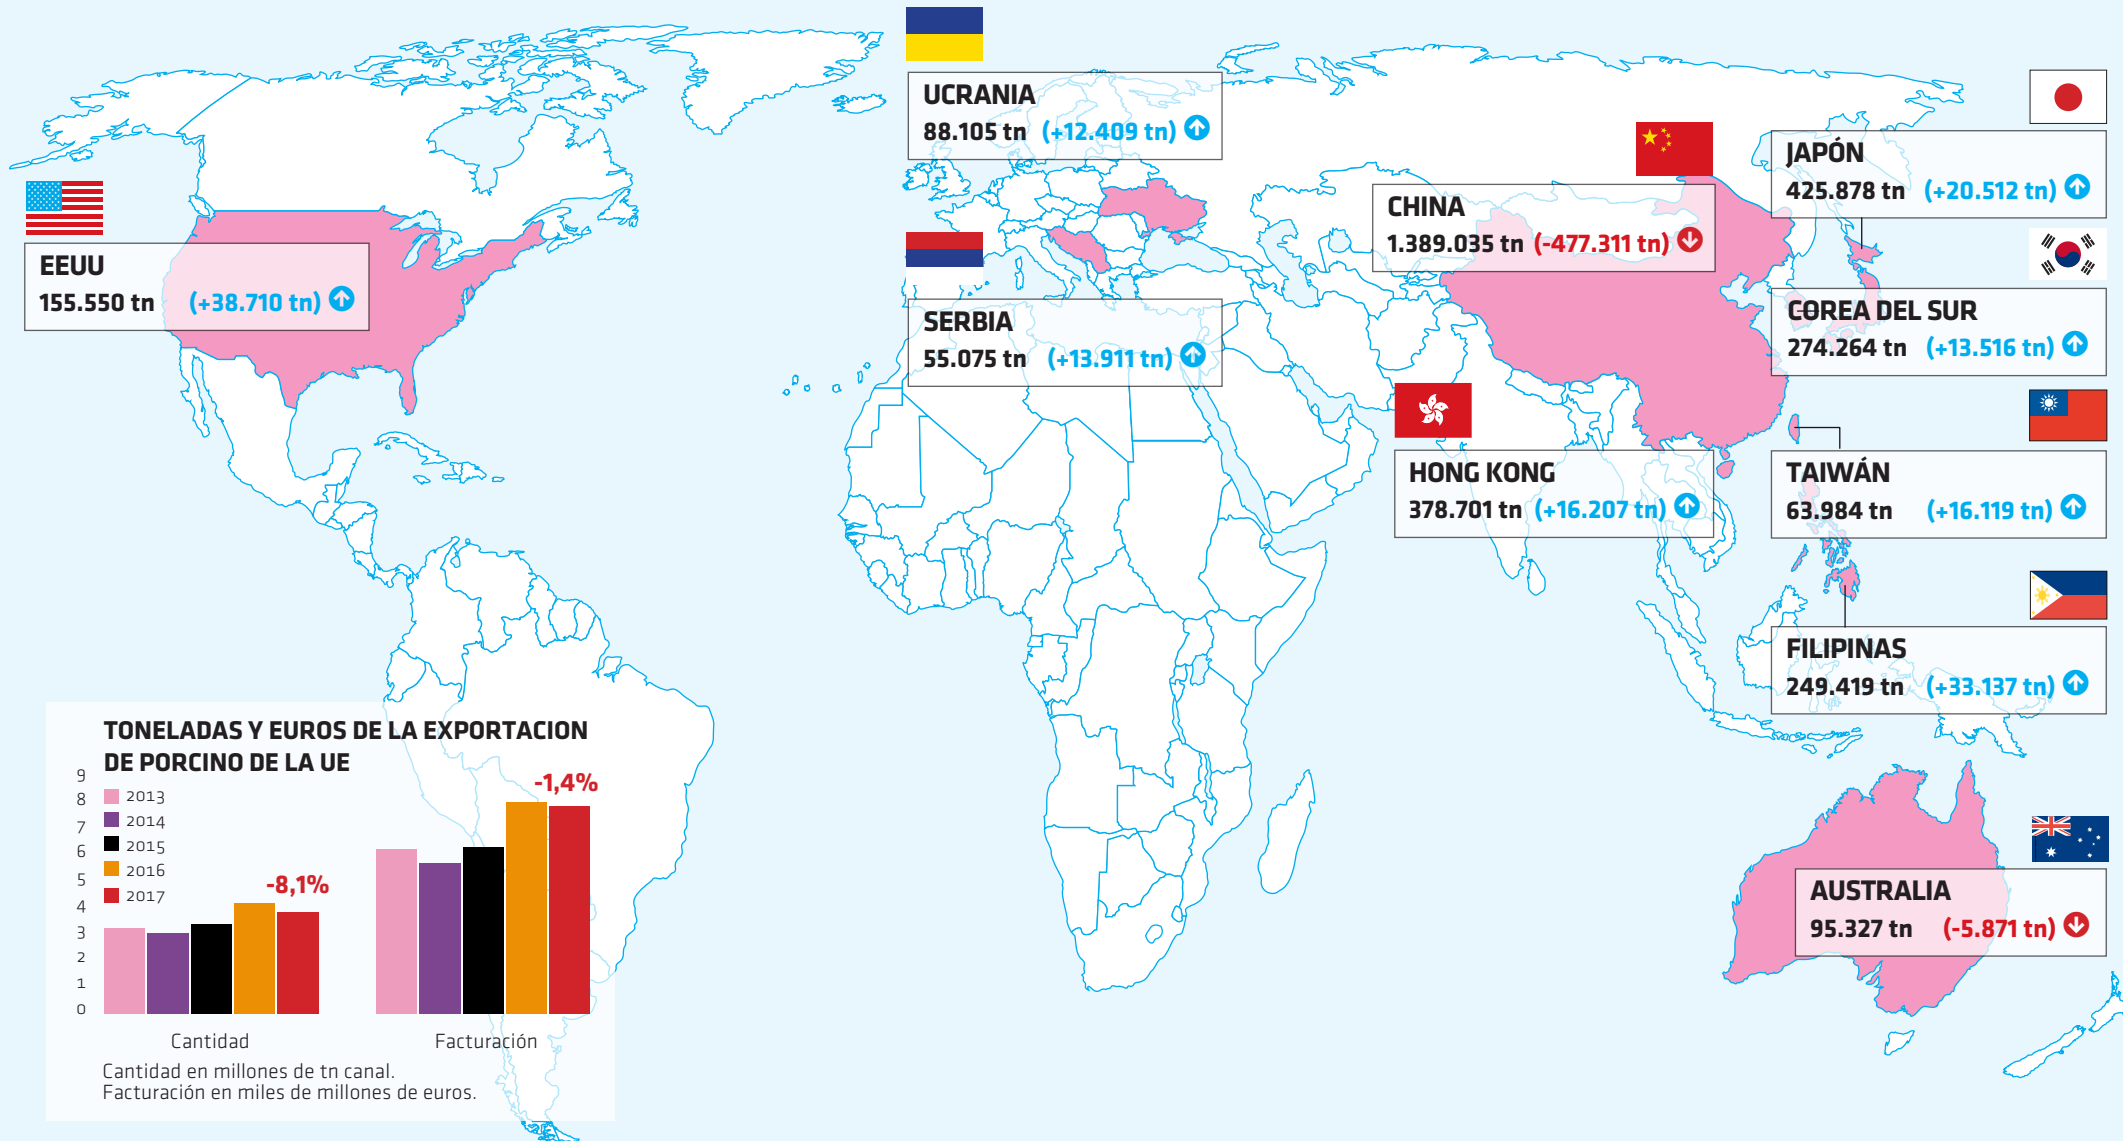 UCRANIA
88.105 tn (+12.409 tn)
JAPÓN
425.878 tn (+20.512 tn)
CHINA
1.389.035 tn (-477.311 tn)
EEUU
155.550 tn (+38.710 tn)
SERBIA
55.075 tn (+13.911 tn)
COREA DEL SUR
274.264 tn (+13.516 tn)
HONG KONG
378.701 tn (+16.207 tn)
TAIWÁN
63.984 tn (+16.119 tn)
FILIPINAS
249.419 tn (+33.137 tn)
AUSTRALIA
95.327 tn (-5.871 tn)
TONELADAS Y EUROS DE LA EXPORTACION
DE PORCINO DE LA UE
9
8
7
6
5
4
3
2
1
0
2013
2014
2015
2016
2017
-8,1%
-1,4%
Cantidad
Facturación
Cantidad en millones de tn canal.
Facturación en miles de millones de euros.